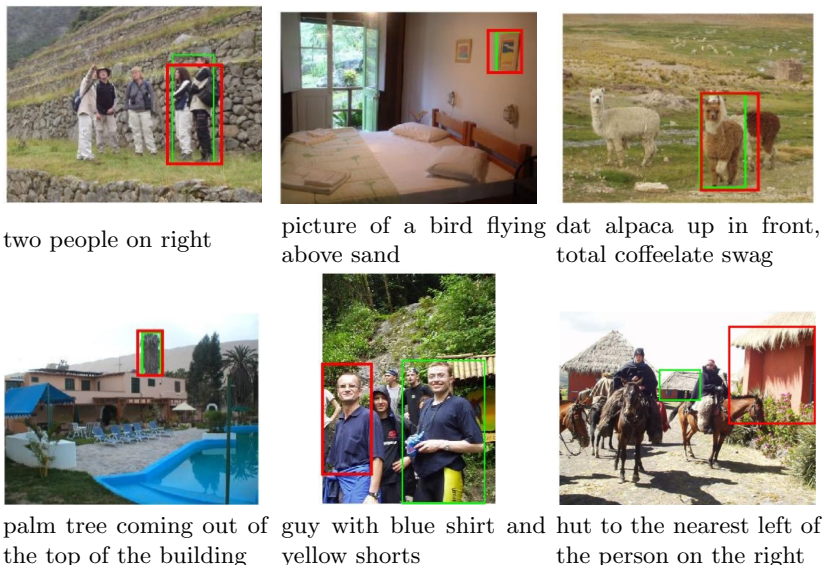 two people on right
picture of a bird flying
above sand
dat alpaca up in front,
total coffeelate swag
palm tree coming out of
the top of the building
guy with blue shirt and
yellow shorts
hut to the nearest left of
the person on the right